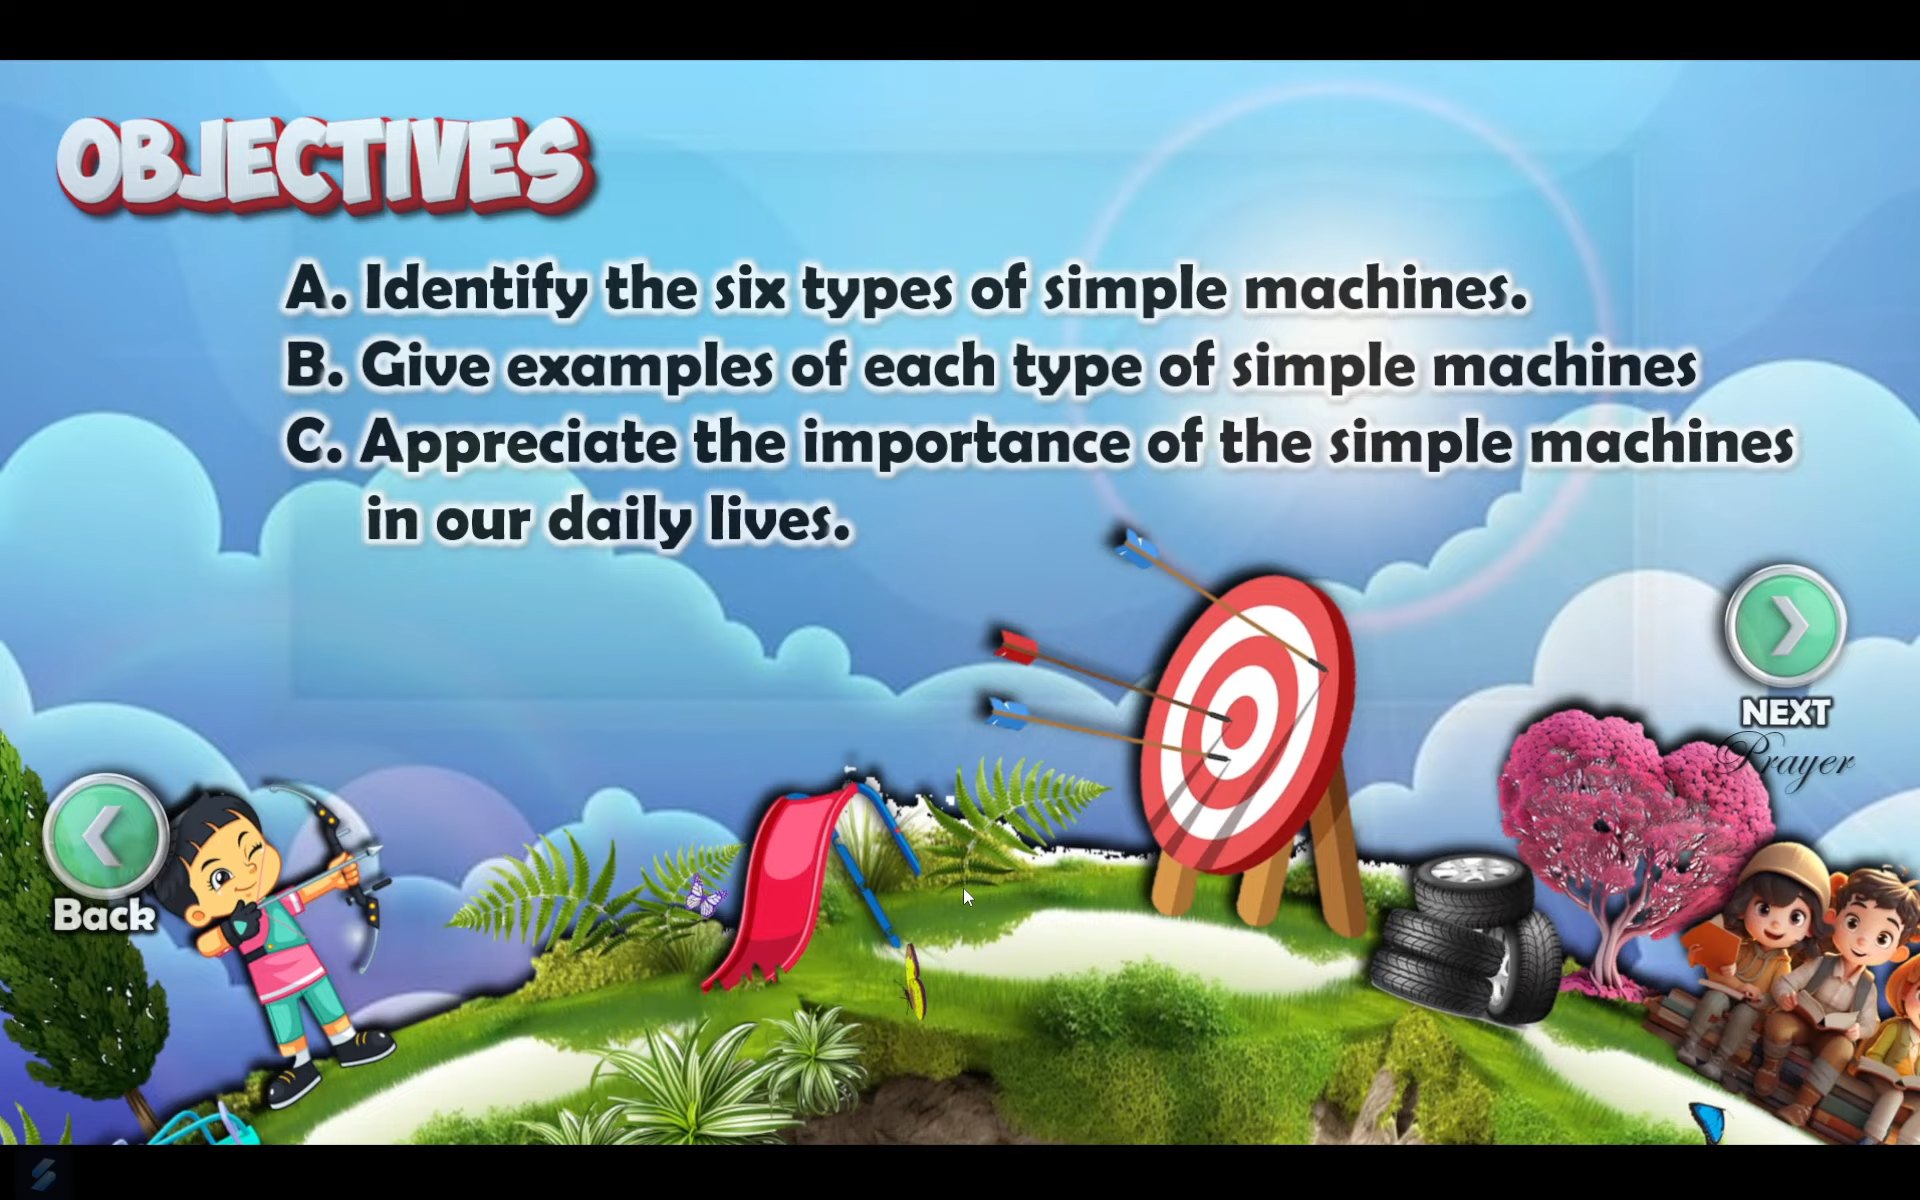 OBJECTIVES
A. Identify the six types of simple machines.
B. Give examples of each type of simple machines
C. Appreciate the importance of the simple machines
in our daily lives.
NEXT
Prayer
Back